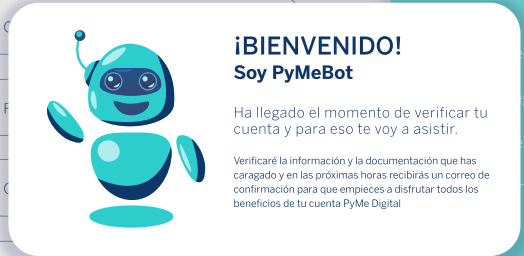 ¡BIENVENIDO!
Soy PyMeBot
Ha llegado el momento de verificar tu
cuenta y para eso te voy a asistir.
Verificaré la información y la documentación que has
caragado y en las próximas horas recibirás un correo de
confirmación para que empieces a disfrutar todos los
beneficios de tu cuenta PyMe Digital